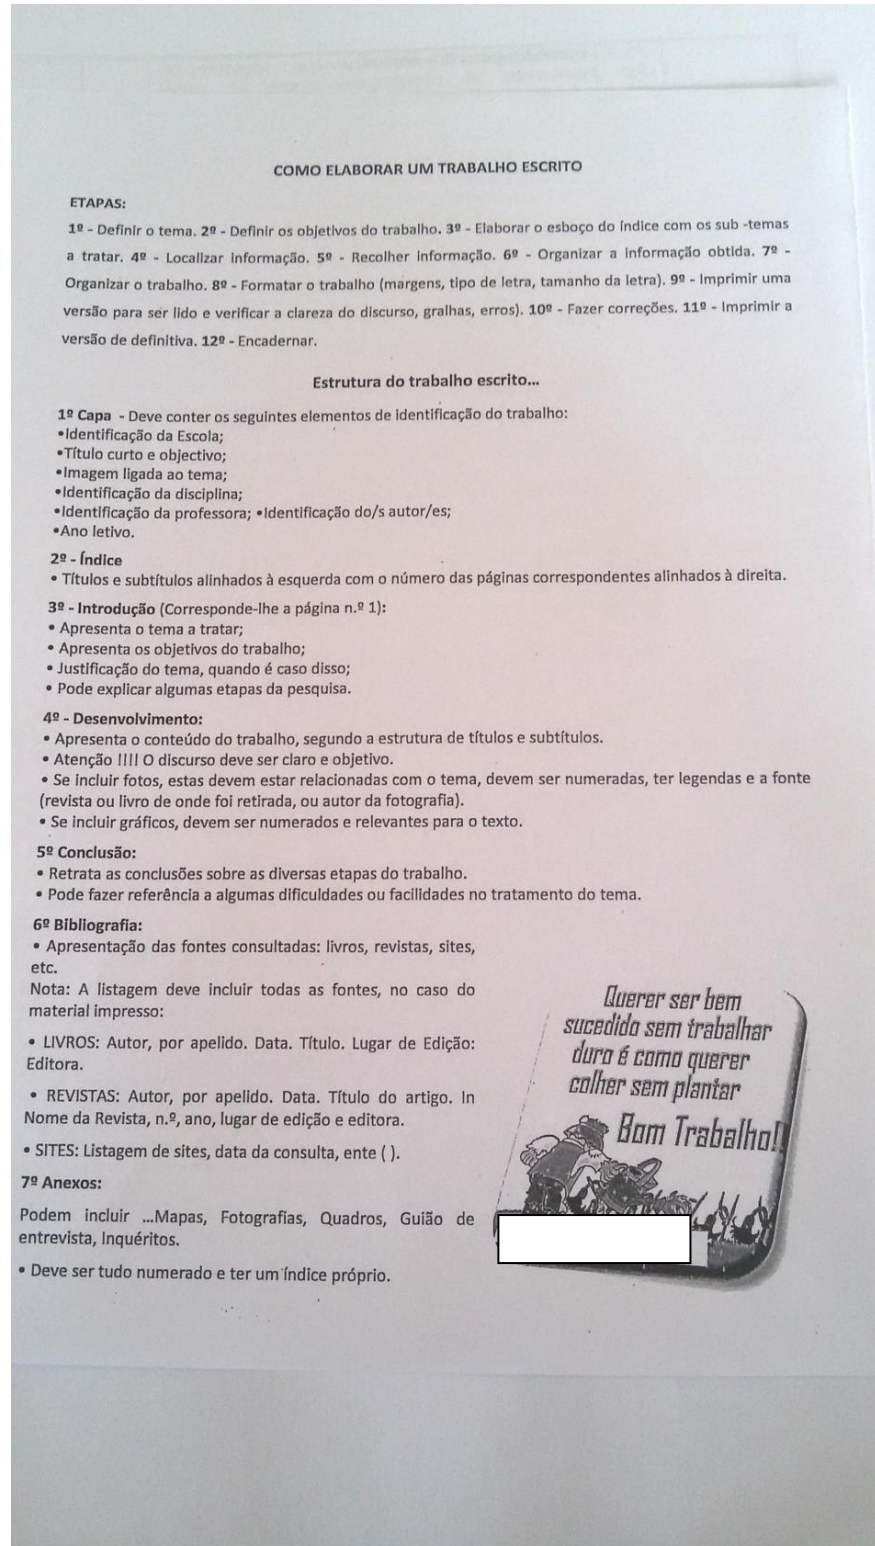 COMO ELABORAR UM TRABALHO ESCRITO
ETAPAS:
1º - Definir o tema. 2º - Definir os objetivos do trabalho. 3º - Elaborar o esboço do índice com os sub -temas
a tratar. 4º - Localizar informação. 5º - Recolher informação. 6º - Organizar a informação obtida. 7º -
Organizar o trabalho. 8º - Formatar o trabalho (margens, tipo de letra, tamanho da letra). 9º - Imprimir uma
versão para ser lido e verificar a clareza do discurso, gralhas, erros). 10º - Fazer correções. 11º - Imprimir a
versão de definitiva. 12º - Encadernar.
Estrutura do trabalho escrito...
1º Capa - Deve conter os seguintes elementos de identificação do trabalho:
•Identificação da Escola;
•Título curto e objectivo;
•Imagem ligada ao tema;
•Identificação da disciplina;
•Identificação da professora; •Identificação do/s autor/es;
•Ano letivo.
2º - Índice
• Títulos e subtítulos alinhados à esquerda com o número das páginas correspondentes alinhados à direita.
3º - Introdução (Corresponde-lhe a página n.º 1):
• Apresenta o tema a tratar;
• Apresenta os objetivos do trabalho;
• Justificação do tema, quando é caso disso;
• Pode explicar algumas etapas da pesquisa.
4º - Desenvolvimento:
• Apresenta o conteúdo do trabalho, segundo a estrutura de títulos e subtítulos.
• Atenção !!!! O discurso deve ser claro e objetivo.
• Se incluir fotos, estas devem estar relacionadas com o tema, devem ser numeradas, ter legendas e a fonte
(revista ou livro de onde foi retirada, ou autor da fotografia).
• Se incluir gráficos, devem ser numerados e relevantes para o texto.
5º Conclusão:
• Retrata as conclusões sobre as diversas etapas do trabalho.
• Pode fazer referência a algumas dificuldades ou facilidades no tratamento do tema.
6º Bibliografia:
• Apresentação das fontes consultadas: livros, revistas, sites,
etc.
Nota: A listagem deve incluir todas as fontes, no caso do
material impresso:
• LIVROS: Autor, por apelido. Data. Título. Lugar de Edição:
Editora.
• REVISTAS: Autor, por apelido. Data. Título do artigo. In
Nome da Revista, n.º, ano, lugar de edição e editora.
• SITES: Listagem de sites, data da consulta, ente ( ).
7º Anexos:
Podem incluir ...Mapas, Fotografias, Quadros, Guião de
entrevista, Inquéritos.
• Deve ser tudo numerado e ter um índice próprio.
Querer ser bem
sucedido sem trabalhar
duro é como querer
colher sem plantar
Bom Trabalho!!